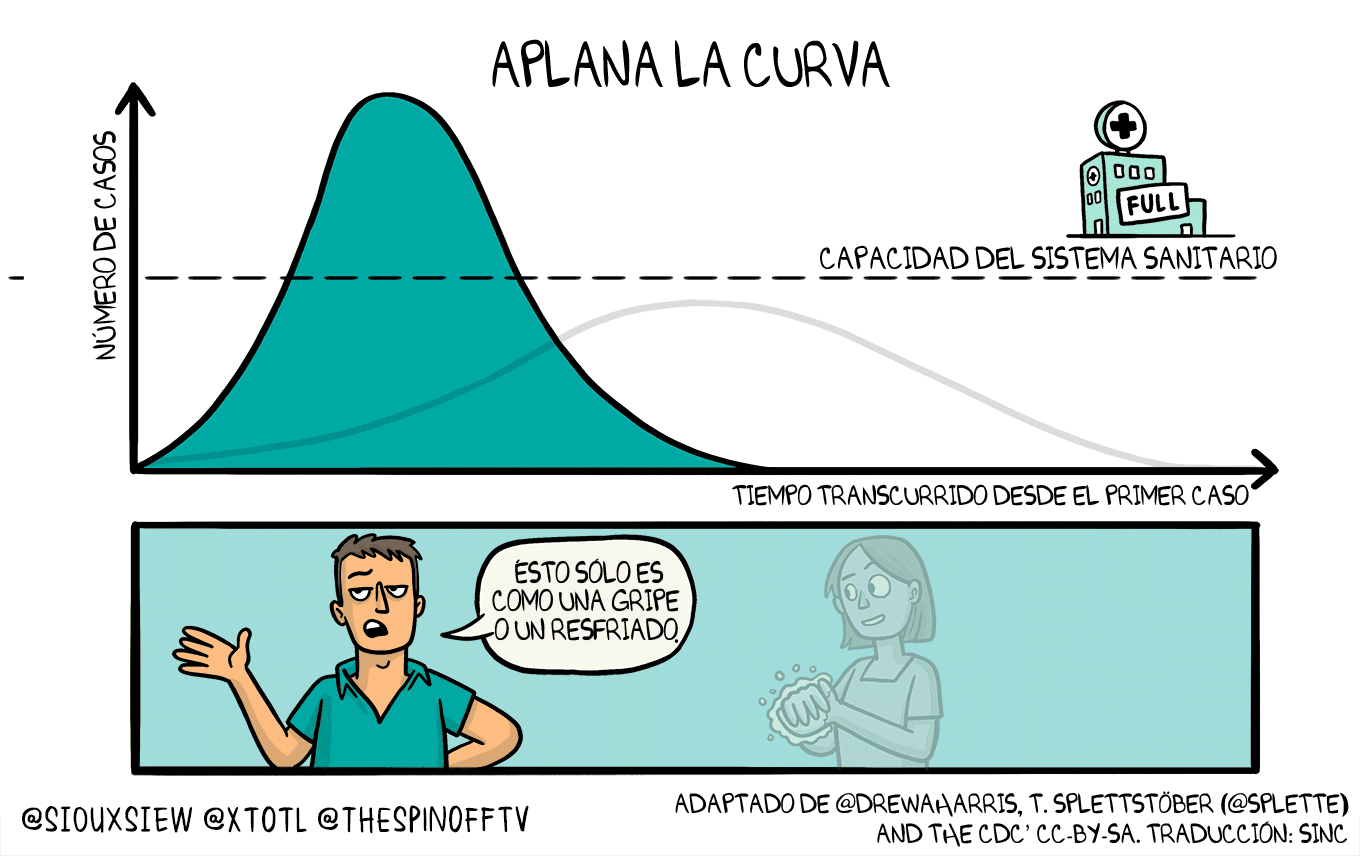 APLANA LA CURVA
NÚMERO DE CASOS
FULL
CAPACIDAD DEL SISTEMA SANITARIO
TIEMPO TRANSCURRIDO DESDE EL PRIMER CASO
ÉSTO SÓLO ES
COMO UNA GRIPE
O UN RESFRIADO.
@SIOUXSIEW @XTOTL @THESPINOFFTV
ADAPTADO DE @DREWAHARRIS, T. SPLETTSTÖBER (@SPLETTE)
AND THE CDC' CC-BY-SA. TRADUCCIÓN: SINC